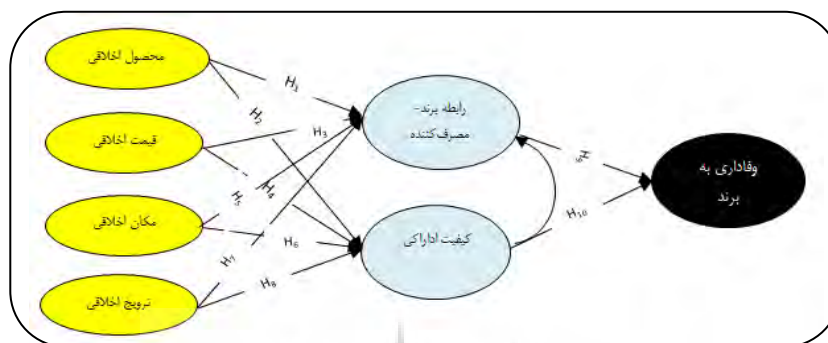 محصول اخلاقی
قیمت اخلاقی
مکان اخلاقی
ترویج اخلاقی
H₁
H₂
H₃
H₄
H₅
H₆
H₇
H₈
رابطه برند-
مصرف‌کننده
کیفیت اداراکی
H₉
H₁₀
وفاداری به
برند